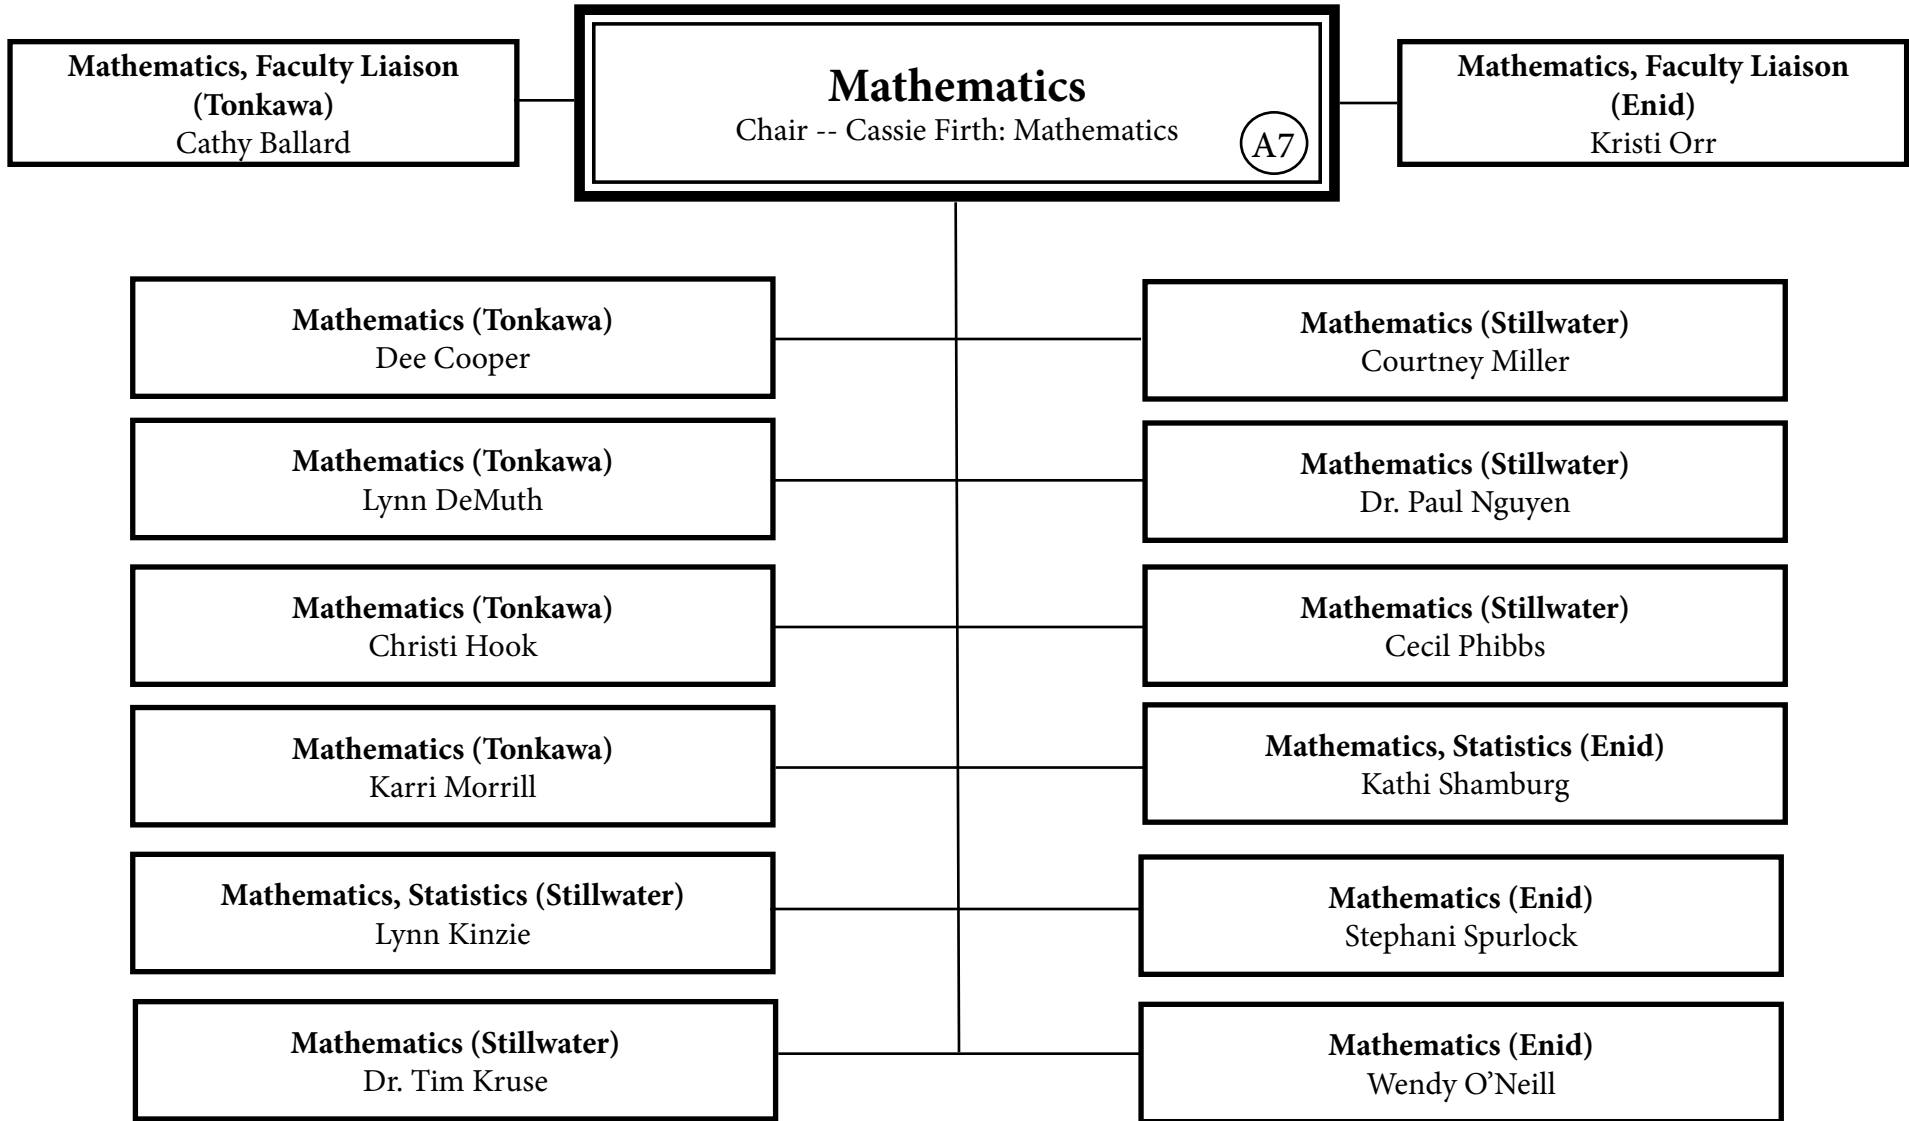 Mathematics, Faculty Liaison
(Tonkawa)
Cathy Ballard
Mathematics
Chair -- Cassie Firth: Mathematics
A7
Mathematics, Faculty Liaison
(Enid)
Kristi Orr
Mathematics (Tonkawa)
Dee Cooper
Mathematics (Stillwater)
Courtney Miller
Mathematics (Tonkawa)
Lynn DeMuth
Mathematics (Stillwater)
Dr. Paul Nguyen
Mathematics (Tonkawa)
Christi Hook
Mathematics (Stillwater)
Cecil Phibbs
Mathematics (Tonkawa)
Karri Morrill
Mathematics, Statistics (Enid)
Kathi Shamburg
Mathematics, Statistics (Stillwater)
Lynn Kinzie
Mathematics (Enid)
Stephani Spurlock
Mathematics (Stillwater)
Dr. Tim Kruse
Mathematics (Enid)
Wendy O’Neill